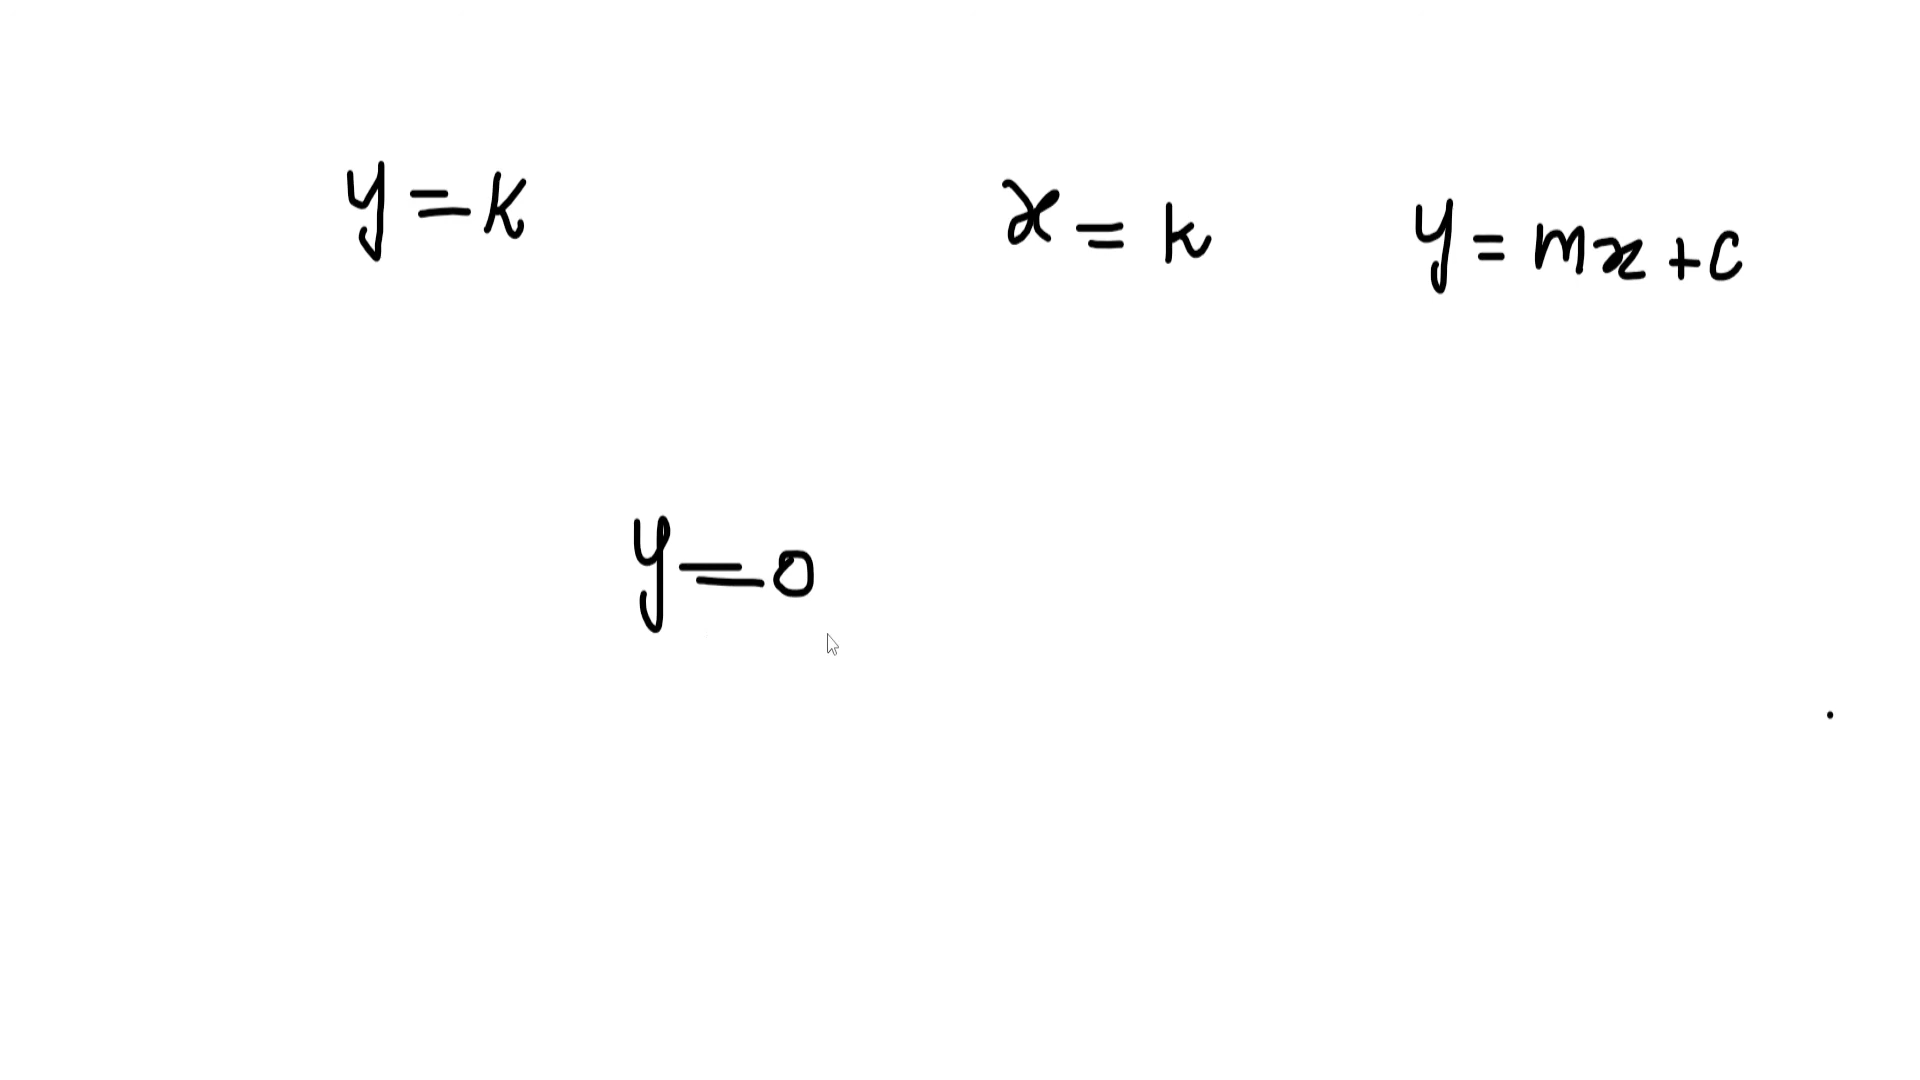 y = k x = k y = mx + c
y = 0